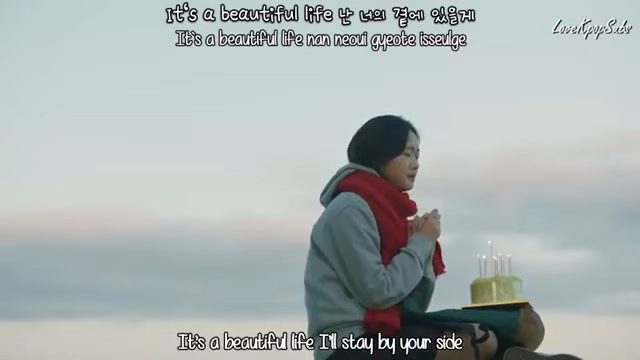 It's a beautiful life 난 너의 곁에 있을게
It's a beautiful life nan neoui gyeote isseulge
LoveKpopSubs
It's a beautiful life I'll stay by your side